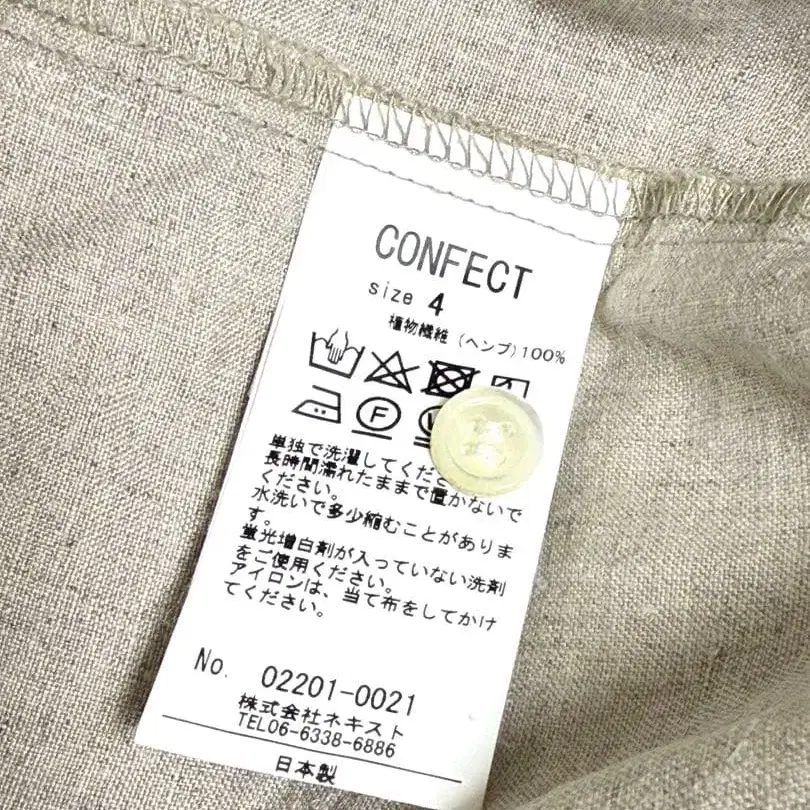 CONFECT
size 4
植物繊維 (ヘンプ)100%
F
単独で洗濯してくださ
長時間濡れたままで置かないで
ください。
水洗いで多少縮むことがありま
す。
蛍光増白剤が入っていない洗剤
をご使用ください。
アイロンは、当て布をしてかけ
てください。
No. 02201-0021
株式会社ネキスト
TEL06-6338-6886
日本製